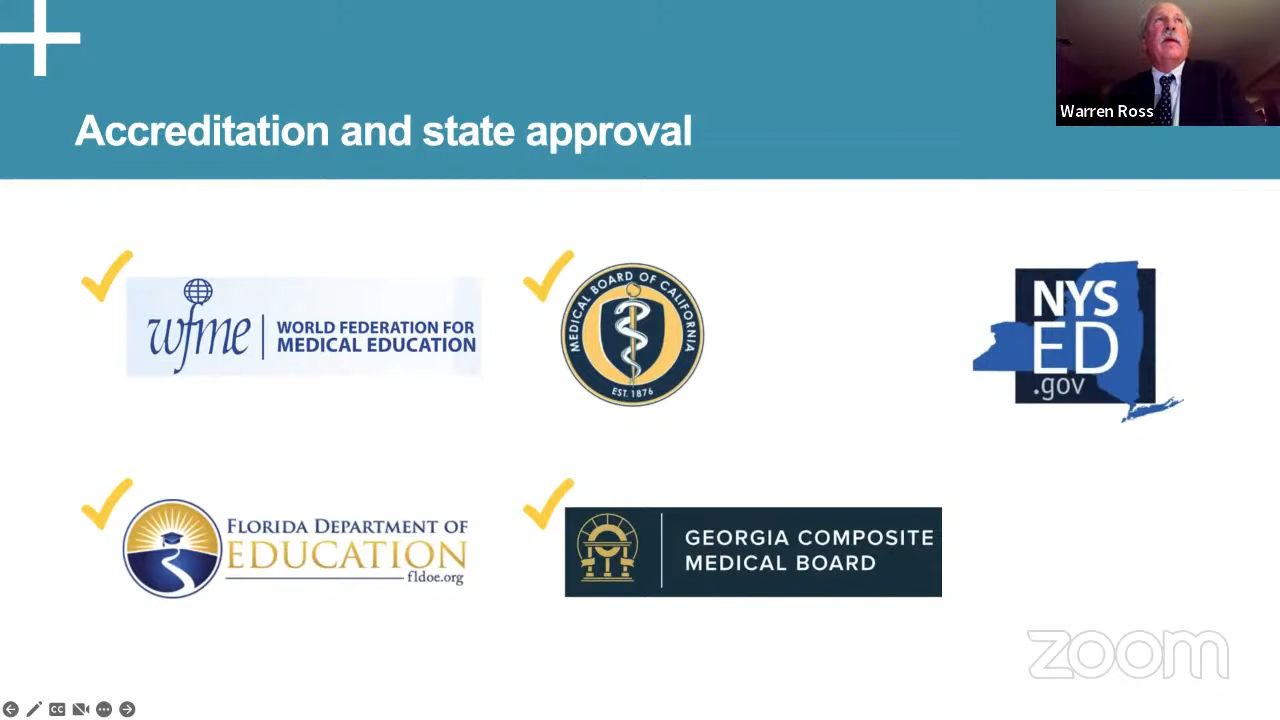 Accreditation and state approval
Warren Ross
wfme
WORLD FEDERATION FOR
MEDICAL EDUCATION
MEDICAL BOARD OF CALIFORNIA
EST. 1876
NYS
ED
.gov
FLORIDA DEPARTMENT OF
EDUCATION
fldoe.org
GEORGIA COMPOSITE
MEDICAL BOARD
zoom
CC